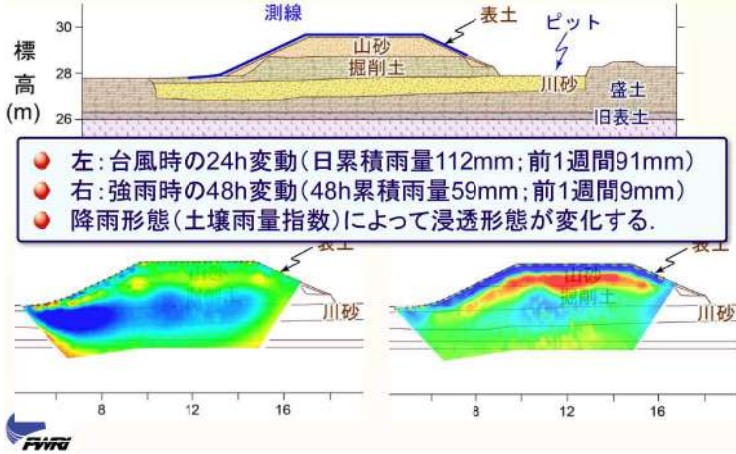 測線
表土
ピット
30
山砂
標高(m)
28
掘削土
川砂
盛土
26
旧表土
左:台風時の24h変動(日累積雨量112mm;前1週間91mm)
右:強雨時の48h変動(48h累積雨量59mm;前1週間9mm)
降雨形態(土壌雨量指数)によって浸透形態が変化する.
表土
表土
山砂
山砂
掘削土
掘削土
川砂
川砂
8 12 16
8 12 16
PWRI